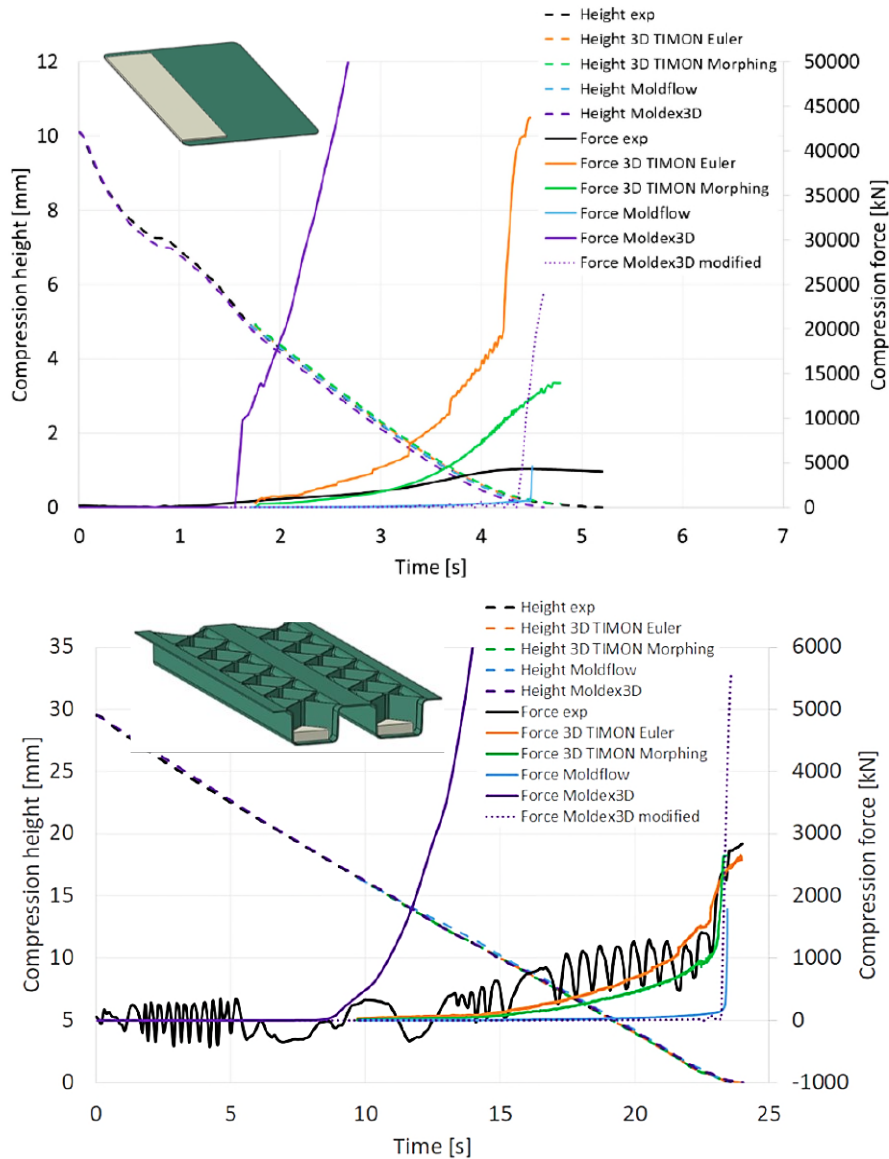 Height exp
Height 3D TIMON Euler
Height 3D TIMON Morphing
Height Moldflow
Height Moldex3D
Force exp
Force 3D TIMON Euler
Force 3D TIMON Morphing
Force Moldflow
Force Moldex3D
Force Moldex3D modified
Compression height [mm]
12
10
8
6
4
2
0
50000
45000
40000
35000
30000
25000
20000
15000
10000
5000
0
Compression force [kN]
0 1 2 3 4 5 6 7
Time [s]
Height exp
Height 3D TIMON Euler
Height 3D TIMON Morphing
Height Moldflow
Height Moldex3D
Force exp
Force 3D TIMON Euler
Force 3D TIMON Morphing
Force Moldflow
Force Moldex3D
Force Moldex3D modified
Compression height [mm]
35
30
25
20
15
10
5
0
6000
5000
4000
3000
2000
1000
0
-1000
Compression force [kN]
0 5 10 15 20 25
Time [s]